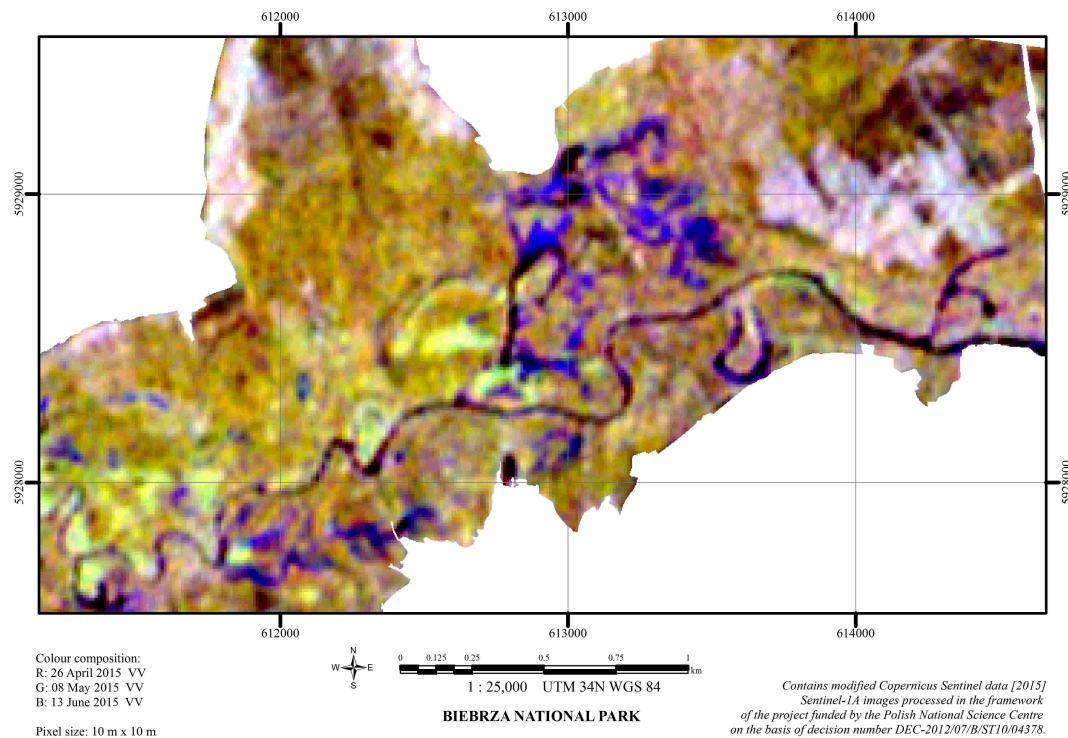 612000 613000 614000
5929000 5929000
5928000 5928000
612000 613000 614000
Colour composition:
R: 26 April 2015 VV
G: 08 May 2015 VV
B: 13 June 2015 VV
Pixel size: 10 m x 10 m
N
W E
S
0 0,125 0.25 0.5 0.75 1
km
1 : 25,000 UTM 34N WGS 84
BIEBRZA NATIONAL PARK
Contains modified Copernicus Sentinel data [2015]
Sentinel-1A images processed in the framework
of the project funded by the Polish National Science Centre
on the basis of decision number DEC-2012/07/B/ST10/04378.